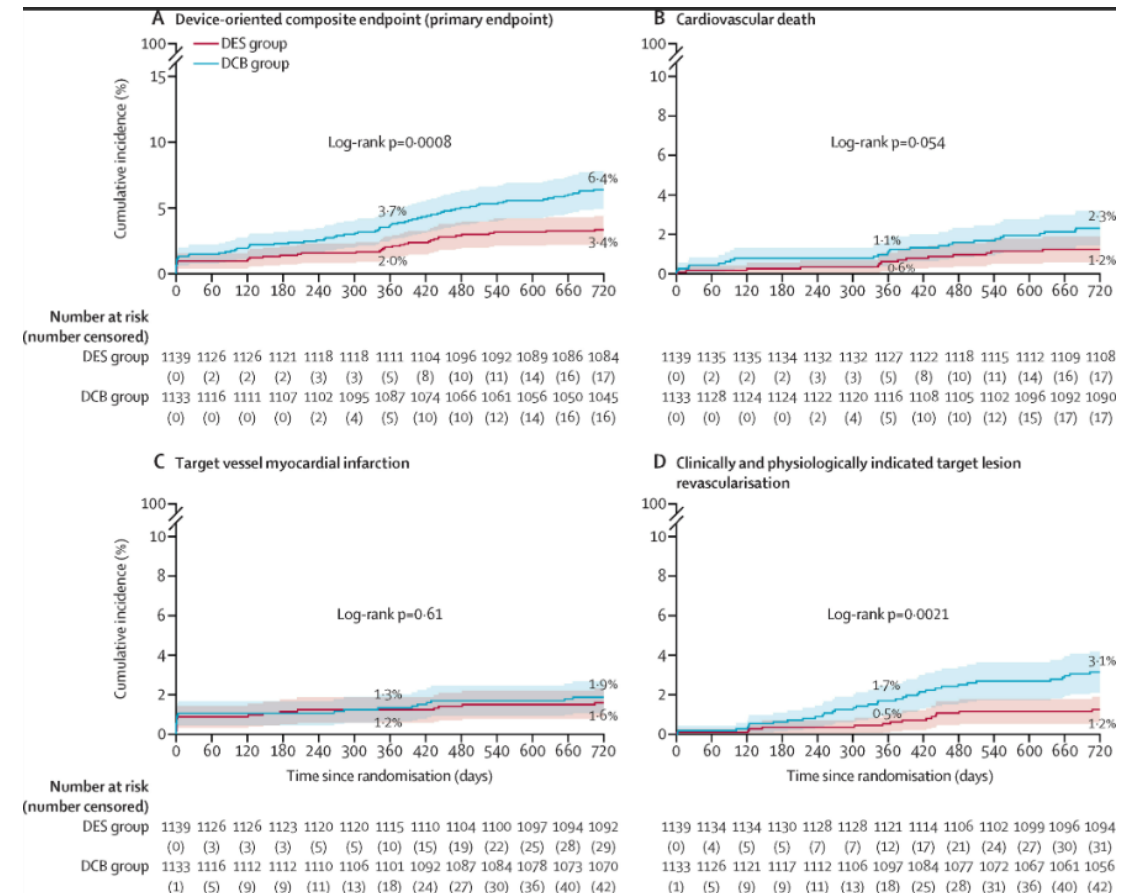 A Device-oriented composite endpoint (primary endpoint)
100
DES group
DCB group
15
10
5
0
Cumulative incidence (%)
Log-rank p=0·0008
6·4%
3·7%
3·4%
2·0%
0 60 120 180 240 300 360 420 480 540 600 660 720
B Cardiovascular death
100
10
8
6
4
2
0
Log-rank p=0·054
2·3%
1·1%
0·6%
1·2%
0 60 120 180 240 300 360 420 480 540 600 660 720
Number at risk
(number censored)
DES group 1139 1126 1126 1121 1118 1118 1111 1104 1096 1092 1089 1086 1084
(0) (2) (2) (2) (3) (3) (5) (8) (10) (11) (14) (16) (17)
DCB group 1133 1116 1111 1107 1102 1095 1087 1074 1066 1061 1056 1050 1045
(0) (0) (0) (0) (2) (4) (5) (10) (10) (12) (14) (16) (16)
1139 1135 1135 1134 1132 1132 1127 1122 1118 1115 1112 1109 1108
(0) (2) (2) (2) (3) (3) (5) (8) (10) (11) (14) (16) (17)
1133 1128 1124 1124 1122 1120 1116 1108 1105 1102 1096 1092 1090
(0) (0) (0) (0) (2) (4) (5) (10) (10) (12) (15) (17) (17)
C Target vessel myocardial infarction
100
10
8
6
4
2
0
Cumulative incidence (%)
Log-rank p=0·61
1·9%
1·3%
1·2%
1·6%
0 60 120 180 240 300 360 420 480 540 600 660 720
Time since randomisation (days)
D Clinically and physiologically indicated target lesion
revascularisation
100
10
8
6
4
2
0
Log-rank p=0·0021
3·1%
1·7%
0·5%
1·2%
0 60 120 180 240 300 360 420 480 540 600 660 720
Time since randomisation (days)
Number at risk
(number censored)
DES group 1139 1126 1126 1123 1120 1120 1115 1110 1104 1100 1097 1094 1092
(0) (3) (3) (3) (5) (5) (10) (15) (19) (22) (25) (28) (29)
DCB group 1133 1116 1112 1112 1110 1106 1101 1092 1087 1084 1078 1073 1070
(1) (5) (9) (9) (11) (13) (18) (24) (27) (30) (36) (40) (42)
1139 1134 1134 1130 1128 1128 1121 1114 1106 1102 1099 1096 1094
(0) (4) (5) (5) (7) (7) (12) (17) (21) (24) (27) (30) (31)
1133 1126 1121 1117 1112 1106 1097 1084 1077 1072 1067 1061 1056
(1) (5) (9) (9) (11) (13) (18) (25) (28) (31) (36) (40) (42)